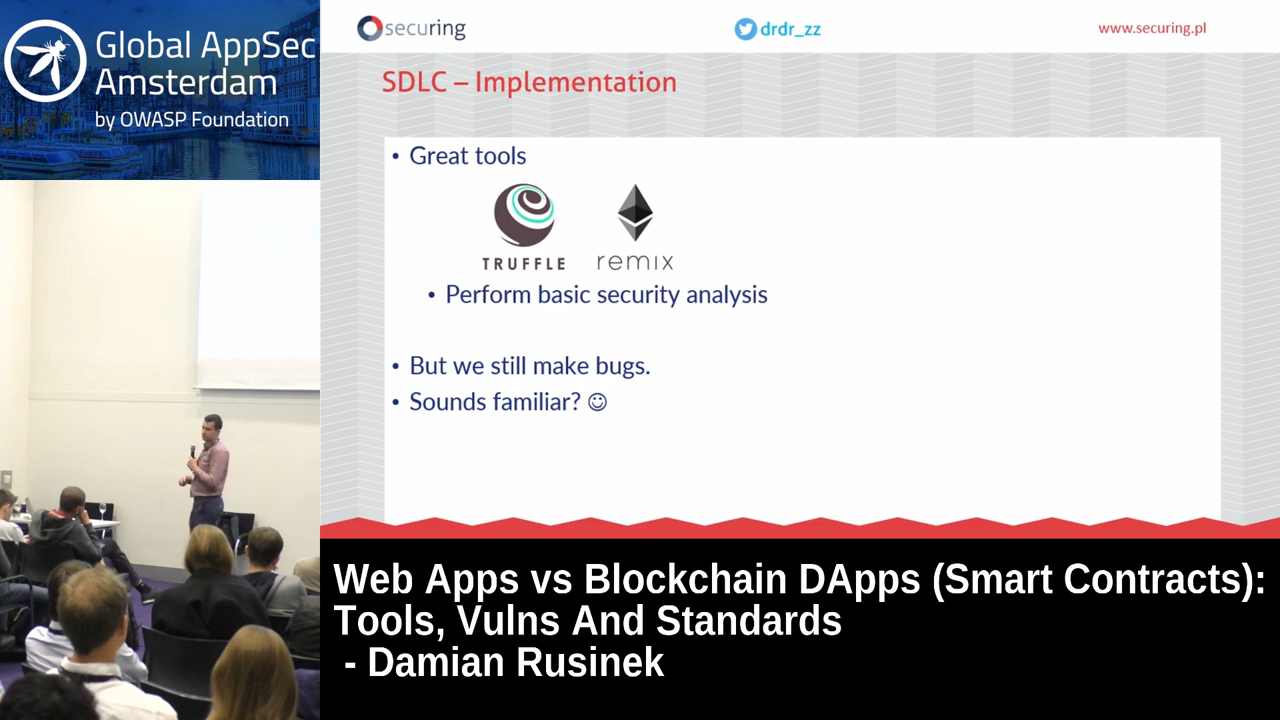 Global AppSec
Amsterdam
by OWASP Foundation
securing
drdr_zz
www.securing.pl
SDLC – Implementation
• Great tools
TRUFFLE
remix
• Perform basic security analysis
• But we still make bugs.
• Sounds familiar? ☺
Web Apps vs Blockchain DApps (Smart Contracts):
Tools, Vulns And Standards
- Damian Rusinek